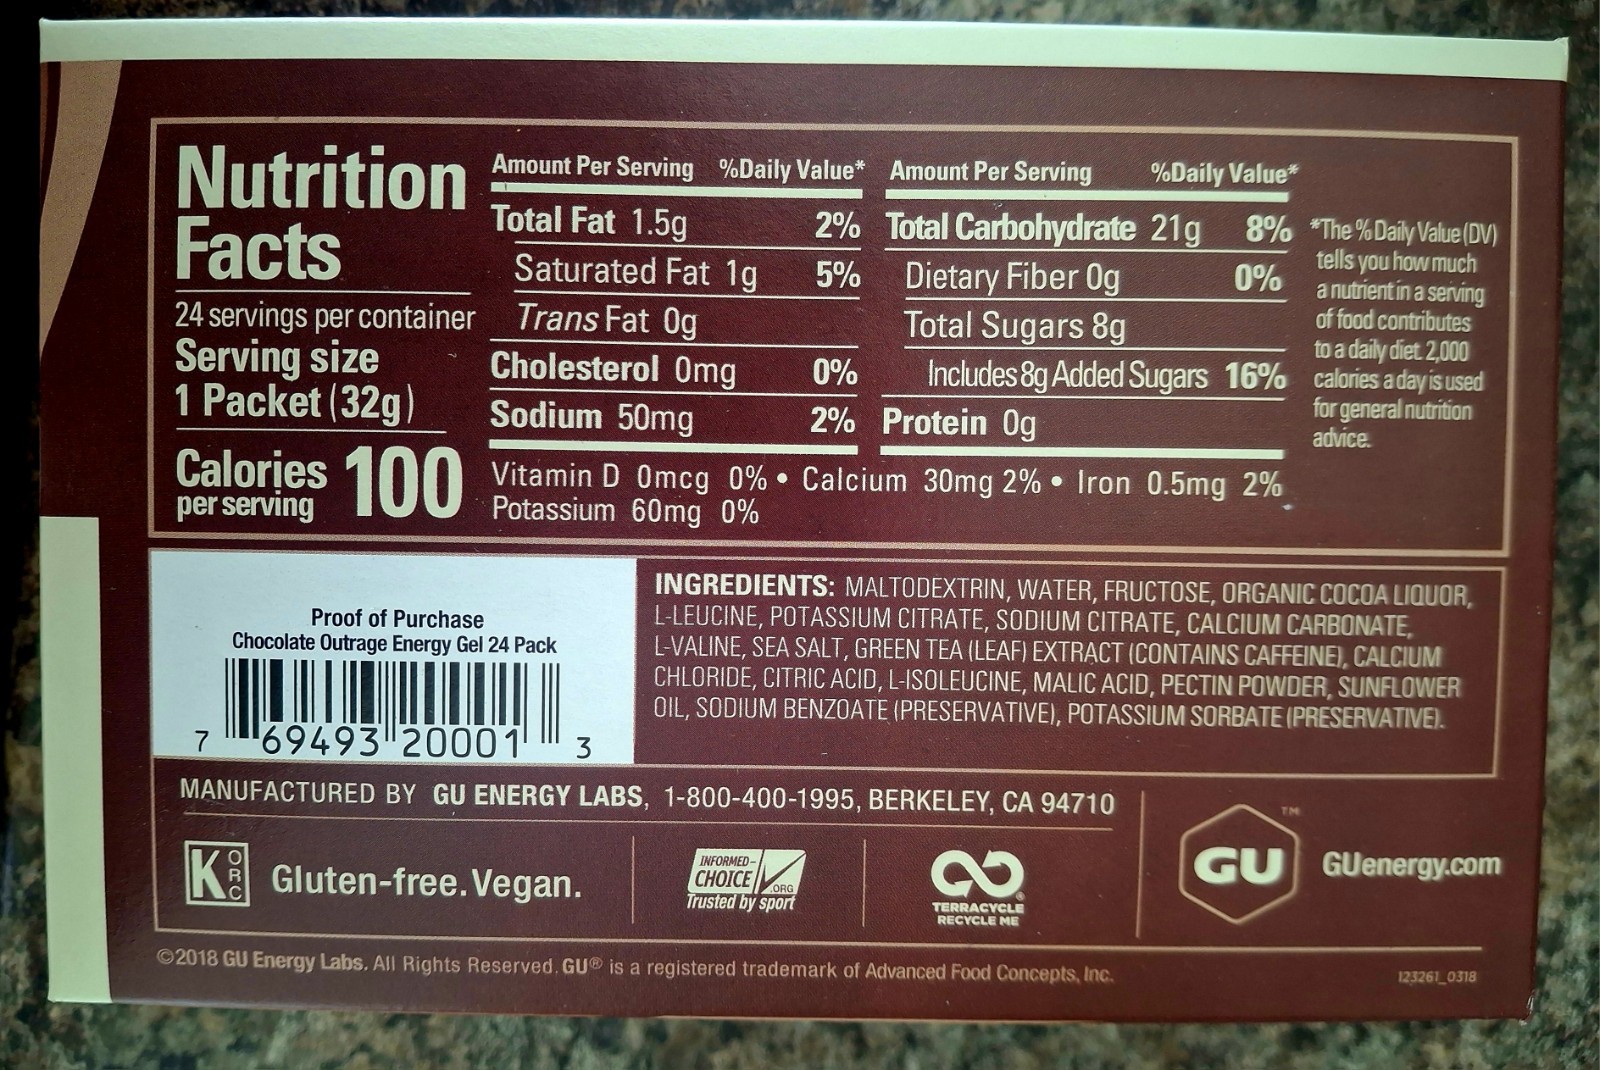 Nutrition
Facts
24 servings per container
Serving size
1 Packet (32g)
Calories 100
per serving
Amount Per Serving %Daily Value*
Total Fat 1.5g 2%
Saturated Fat 1g 5%
Trans Fat 0g
Cholesterol 0mg 0%
Sodium 50mg 2%
Amount Per Serving %Daily Value*
Total Carbohydrate 21g 8%
Dietary Fiber 0g 0%
Total Sugars 8g
Includes 8g Added Sugars 16%
Protein 0g
Vitamin D 0mcg 0% • Calcium 30mg 2% • Iron 0.5mg 2%
Potassium 60mg 0%
*The % Daily Value (DV)
tells you how much
a nutrient in a serving
of food contributes
to a daily diet. 2,000
calories a day is used
for general nutrition
advice.
Proof of Purchase
Chocolate Outrage Energy Gel 24 Pack
7 69493 20001 3
INGREDIENTS: MALTODEXTRIN, WATER, FRUCTOSE, ORGANIC COCOA LIQUOR,
L-LEUCINE, POTASSIUM CITRATE, SODIUM CITRATE, CALCIUM CARBONATE,
L-VALINE, SEA SALT, GREEN TEA (LEAF) EXTRACT (CONTAINS CAFFEINE), CALCIUM
CHLORIDE, CITRIC ACID, L-ISOLEUCINE, MALIC ACID, PECTIN POWDER, SUNFLOWER
OIL, SODIUM BENZOATE (PRESERVATIVE), POTASSIUM SORBATE (PRESERVATIVE).
MANUFACTURED BY GU ENERGY LABS, 1-800-400-1995, BERKELEY, CA 94710
K ORC
Gluten-free. Vegan.
INFORMED-
CHOICE
.ORG
Trusted by sport
TERRACYCLE®
RECYCLE ME
GU™
GUenergy.com
©2018 GU Energy Labs. All Rights Reserved. GU® is a registered trademark of Advanced Food Concepts, Inc.
123261_0318